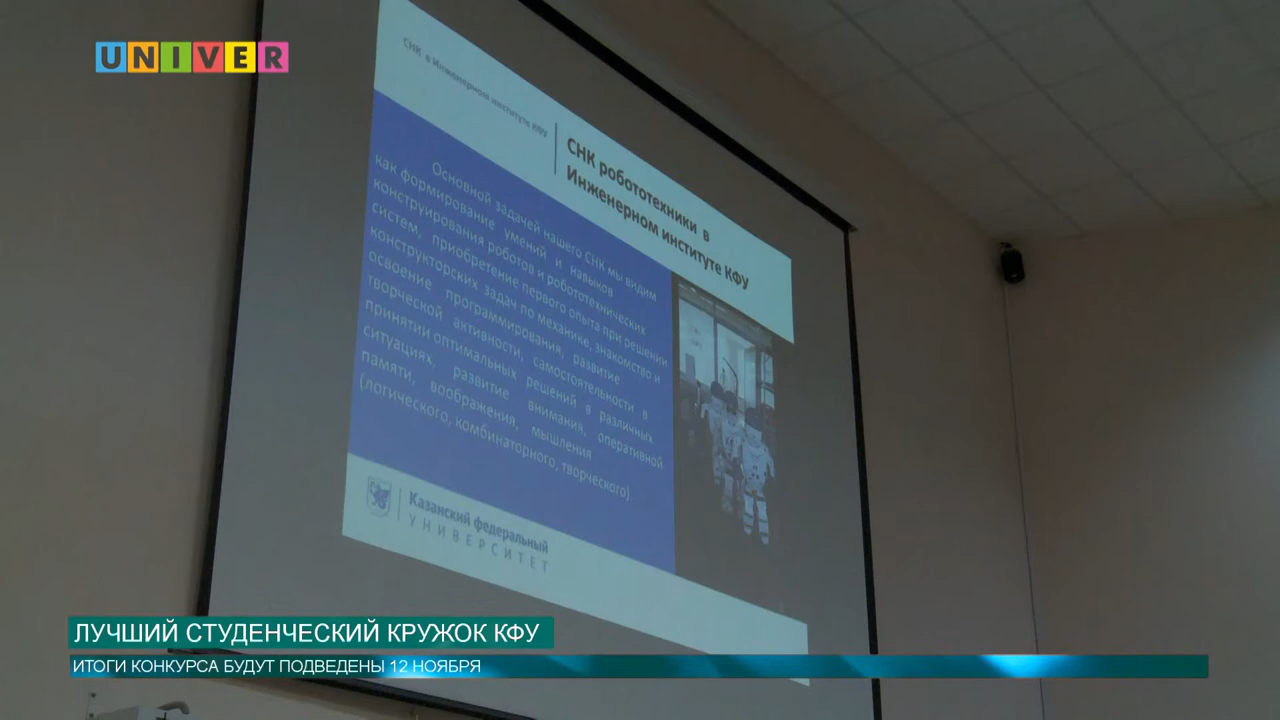 UNIVER
СНК в Инженерном институте КФУ
СНК робототехники в
Инженерном институте КФУ
Основной задачей нашего СНК мы видим
как формирование умений и навыков
конструирования роботов и робототехнических
систем, приобретение первого опыта при решении
конструкторских задач по механике, знакомство и
освоение программирования, развитие
творческой активности, самостоятельности в
принятии оптимальных решений в различных
ситуациях, развитие внимания, оперативной
памяти, воображения, мышления
(логического, комбинаторного, творческого).
Казанский федеральный
УНИВЕРСИТЕТ
ЛУЧШИЙ СТУДЕНЧЕСКИЙ КРУЖОК КФУ
ИТОГИ КОНКУРСА БУДУТ ПОДВЕДЕНЫ 12 НОЯБРЯ